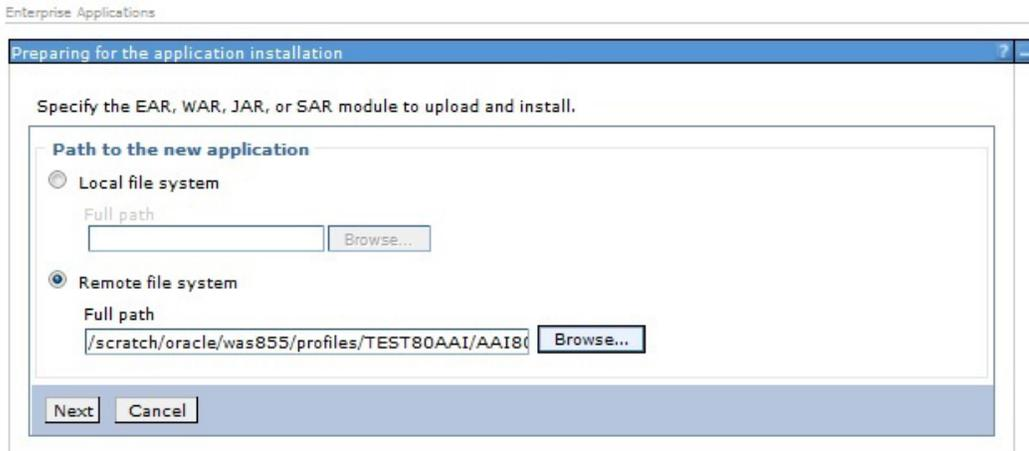 Enterprise Applications
Preparing for the application installation ? –
Specify the EAR, WAR, JAR, or SAR module to upload and install.
Path to the new application
Local file system
Full path
Browse...
Remote file system
Full path
/scratch/oracle/was855/profiles/TEST80AAI/AAI80 Browse...
Next Cancel